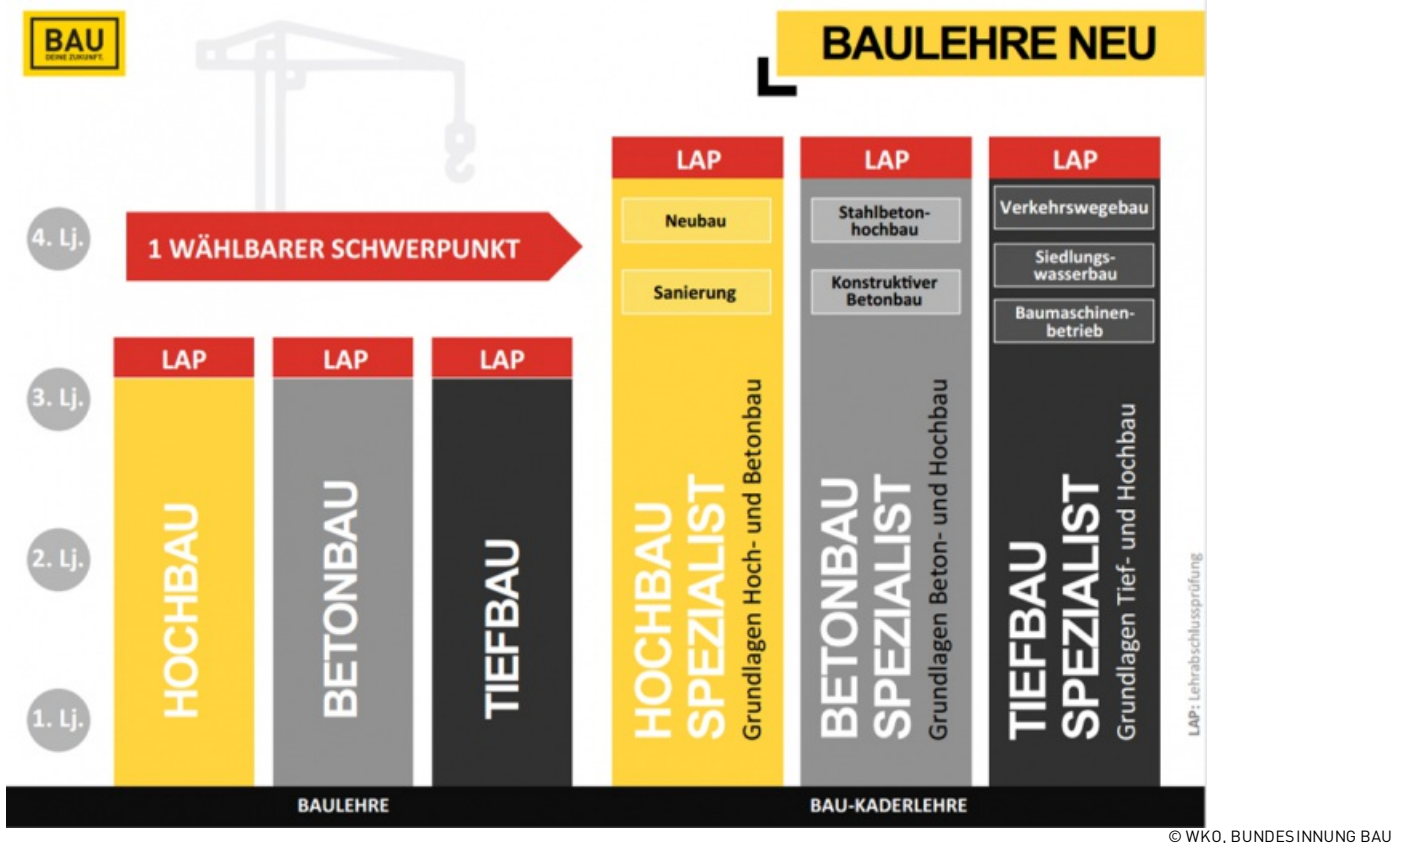 BAU
DEINE ZUKUNFT.
BAULEHRE NEU
4. Lj.
3. Lj.
2. Lj.
1. Lj.
1 WÄHLBARER SCHWERPUNKT
LAP
HOCHBAU
LAP
BETONBAU
LAP
TIEFBAU
LAP
Neubau
Sanierung
HOCHBAU
SPEZIALIST
Grundlagen Hoch- und Betonbau
LAP
Stahlbeton-
hochbau
Konstruktiver
Betonbau
BETONBAU
SPEZIALIST
Grundlagen Beton- und Hochbau
LAP
Verkehrswegebau
Siedlungs-
wasserbau
Baumaschinen-
betrieb
TIEFBAU
SPEZIALIST
Grundlagen Tief- und Hochbau
LAP: Lehrabschlussprüfung
BAULEHRE
BAU-KADERLEHRE
© WKO, BUNDESINNUNG BAU